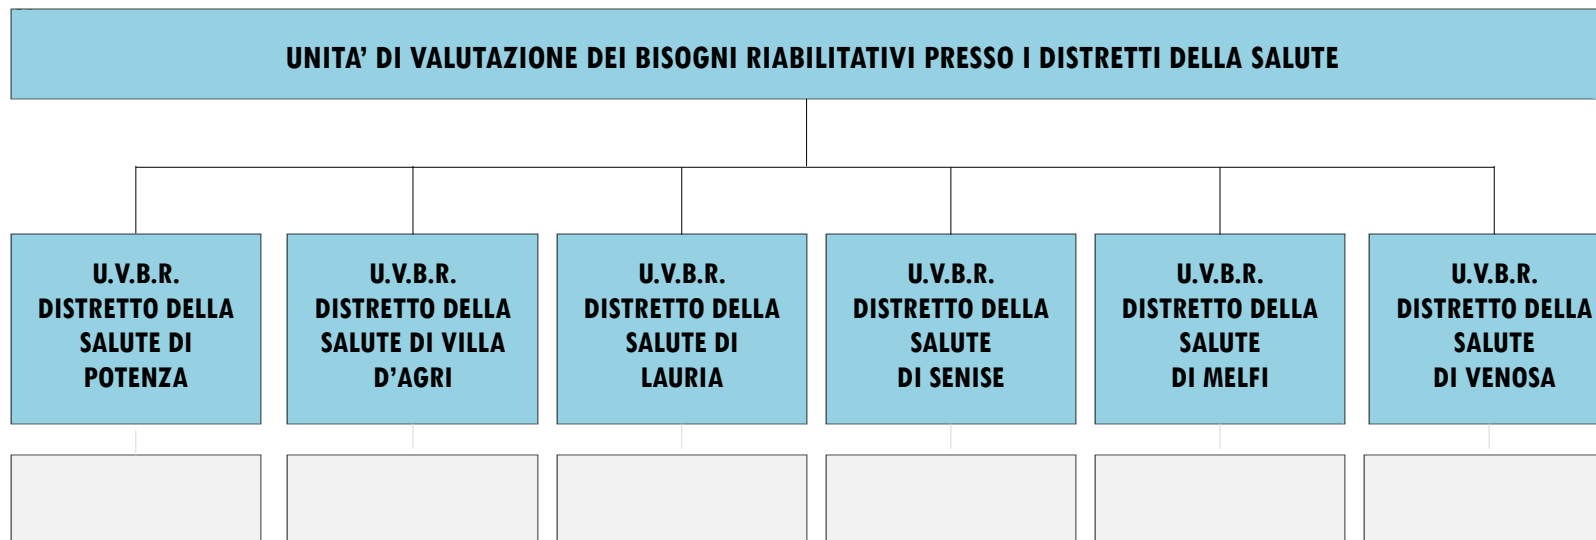 UNITA’ DI VALUTAZIONE DEI BISOGNI RIABILITATIVI PRESSO I DISTRETTI DELLA SALUTE
U.V.B.R.
DISTRETTO DELLA
SALUTE DI
POTENZA
U.V.B.R.
DISTRETTO DELLA
SALUTE DI VILLA
D’AGRI
U.V.B.R.
DISTRETTO DELLA
SALUTE DI
LAURIA
U.V.B.R.
DISTRETTO DELLA
SALUTE
DI SENISE
U.V.B.R.
DISTRETTO DELLA
SALUTE
DI MELFI
U.V.B.R.
DISTRETTO DELLA
SALUTE
DI VENOSA